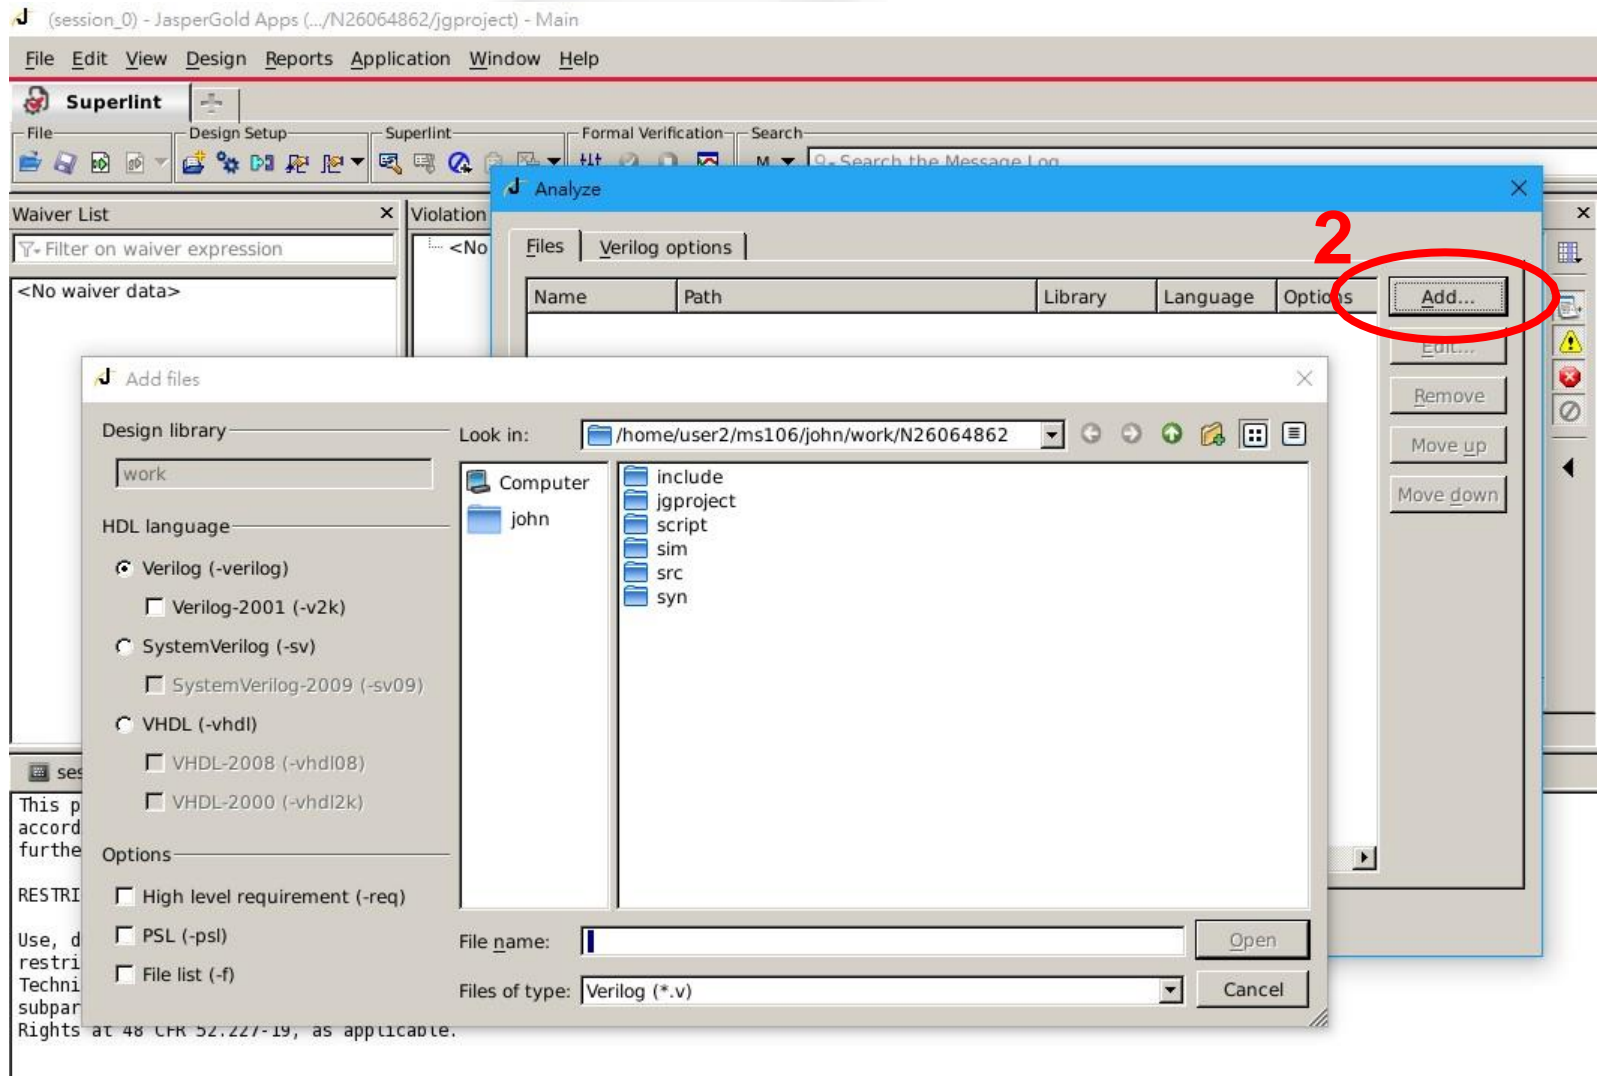 (session_0) - JasperGold Apps (.../N26064862/jgproject) - Main
File Edit View Design Reports Application Window Help
Superlint
File Design Setup Superlint Formal Verification Search
M Search the Message Log
Analyze
Waiver List
Violation
Filter on waiver expression
<No
<No waiver data>
Files Verilog options
2
Name Path Library Language Options
Add...
Edit...
Remove
Move up
Move down
Add files
Design library
work
Look in: /home/user2/ms106/john/work/N26064862
Computer
john
include
jgproject
script
sim
src
syn
HDL language
Verilog (-verilog)
Verilog-2001 (-v2k)
SystemVerilog (-sv)
SystemVerilog-2009 (-sv09)
VHDL (-vhdl)
VHDL-2008 (-vhdl08)
VHDL-2000 (-vhdl2k)
Options
High level requirement (-req)
PSL (-psl)
File list (-f)
File name:
Open
Files of type: Verilog (*.v)
Cancel
ses
This p
accord
furthe
RESTRI
Use, d
restri
Techni
subpar
Rights at 48 CFR 52.227-19, as applicable.